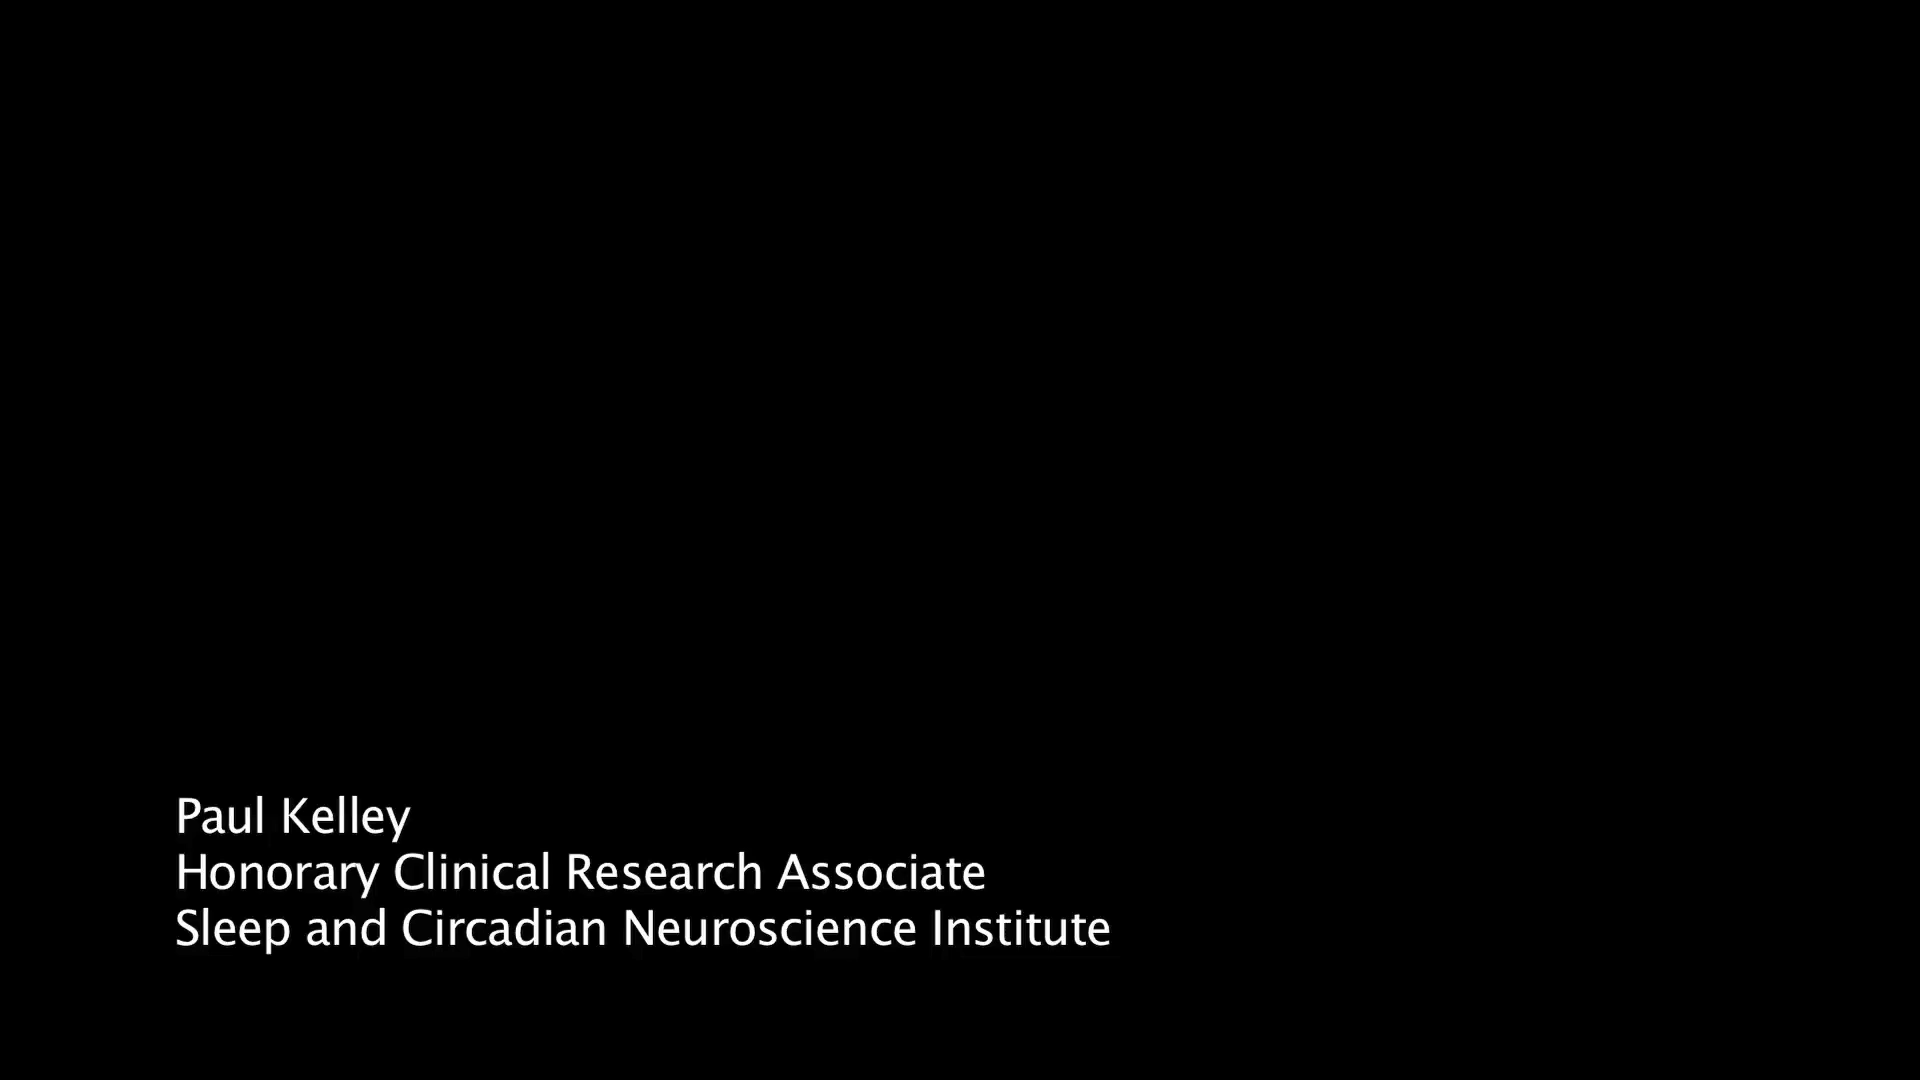 Paul Kelley
Honorary Clinical Research Associate
Sleep and Circadian Neuroscience Institute